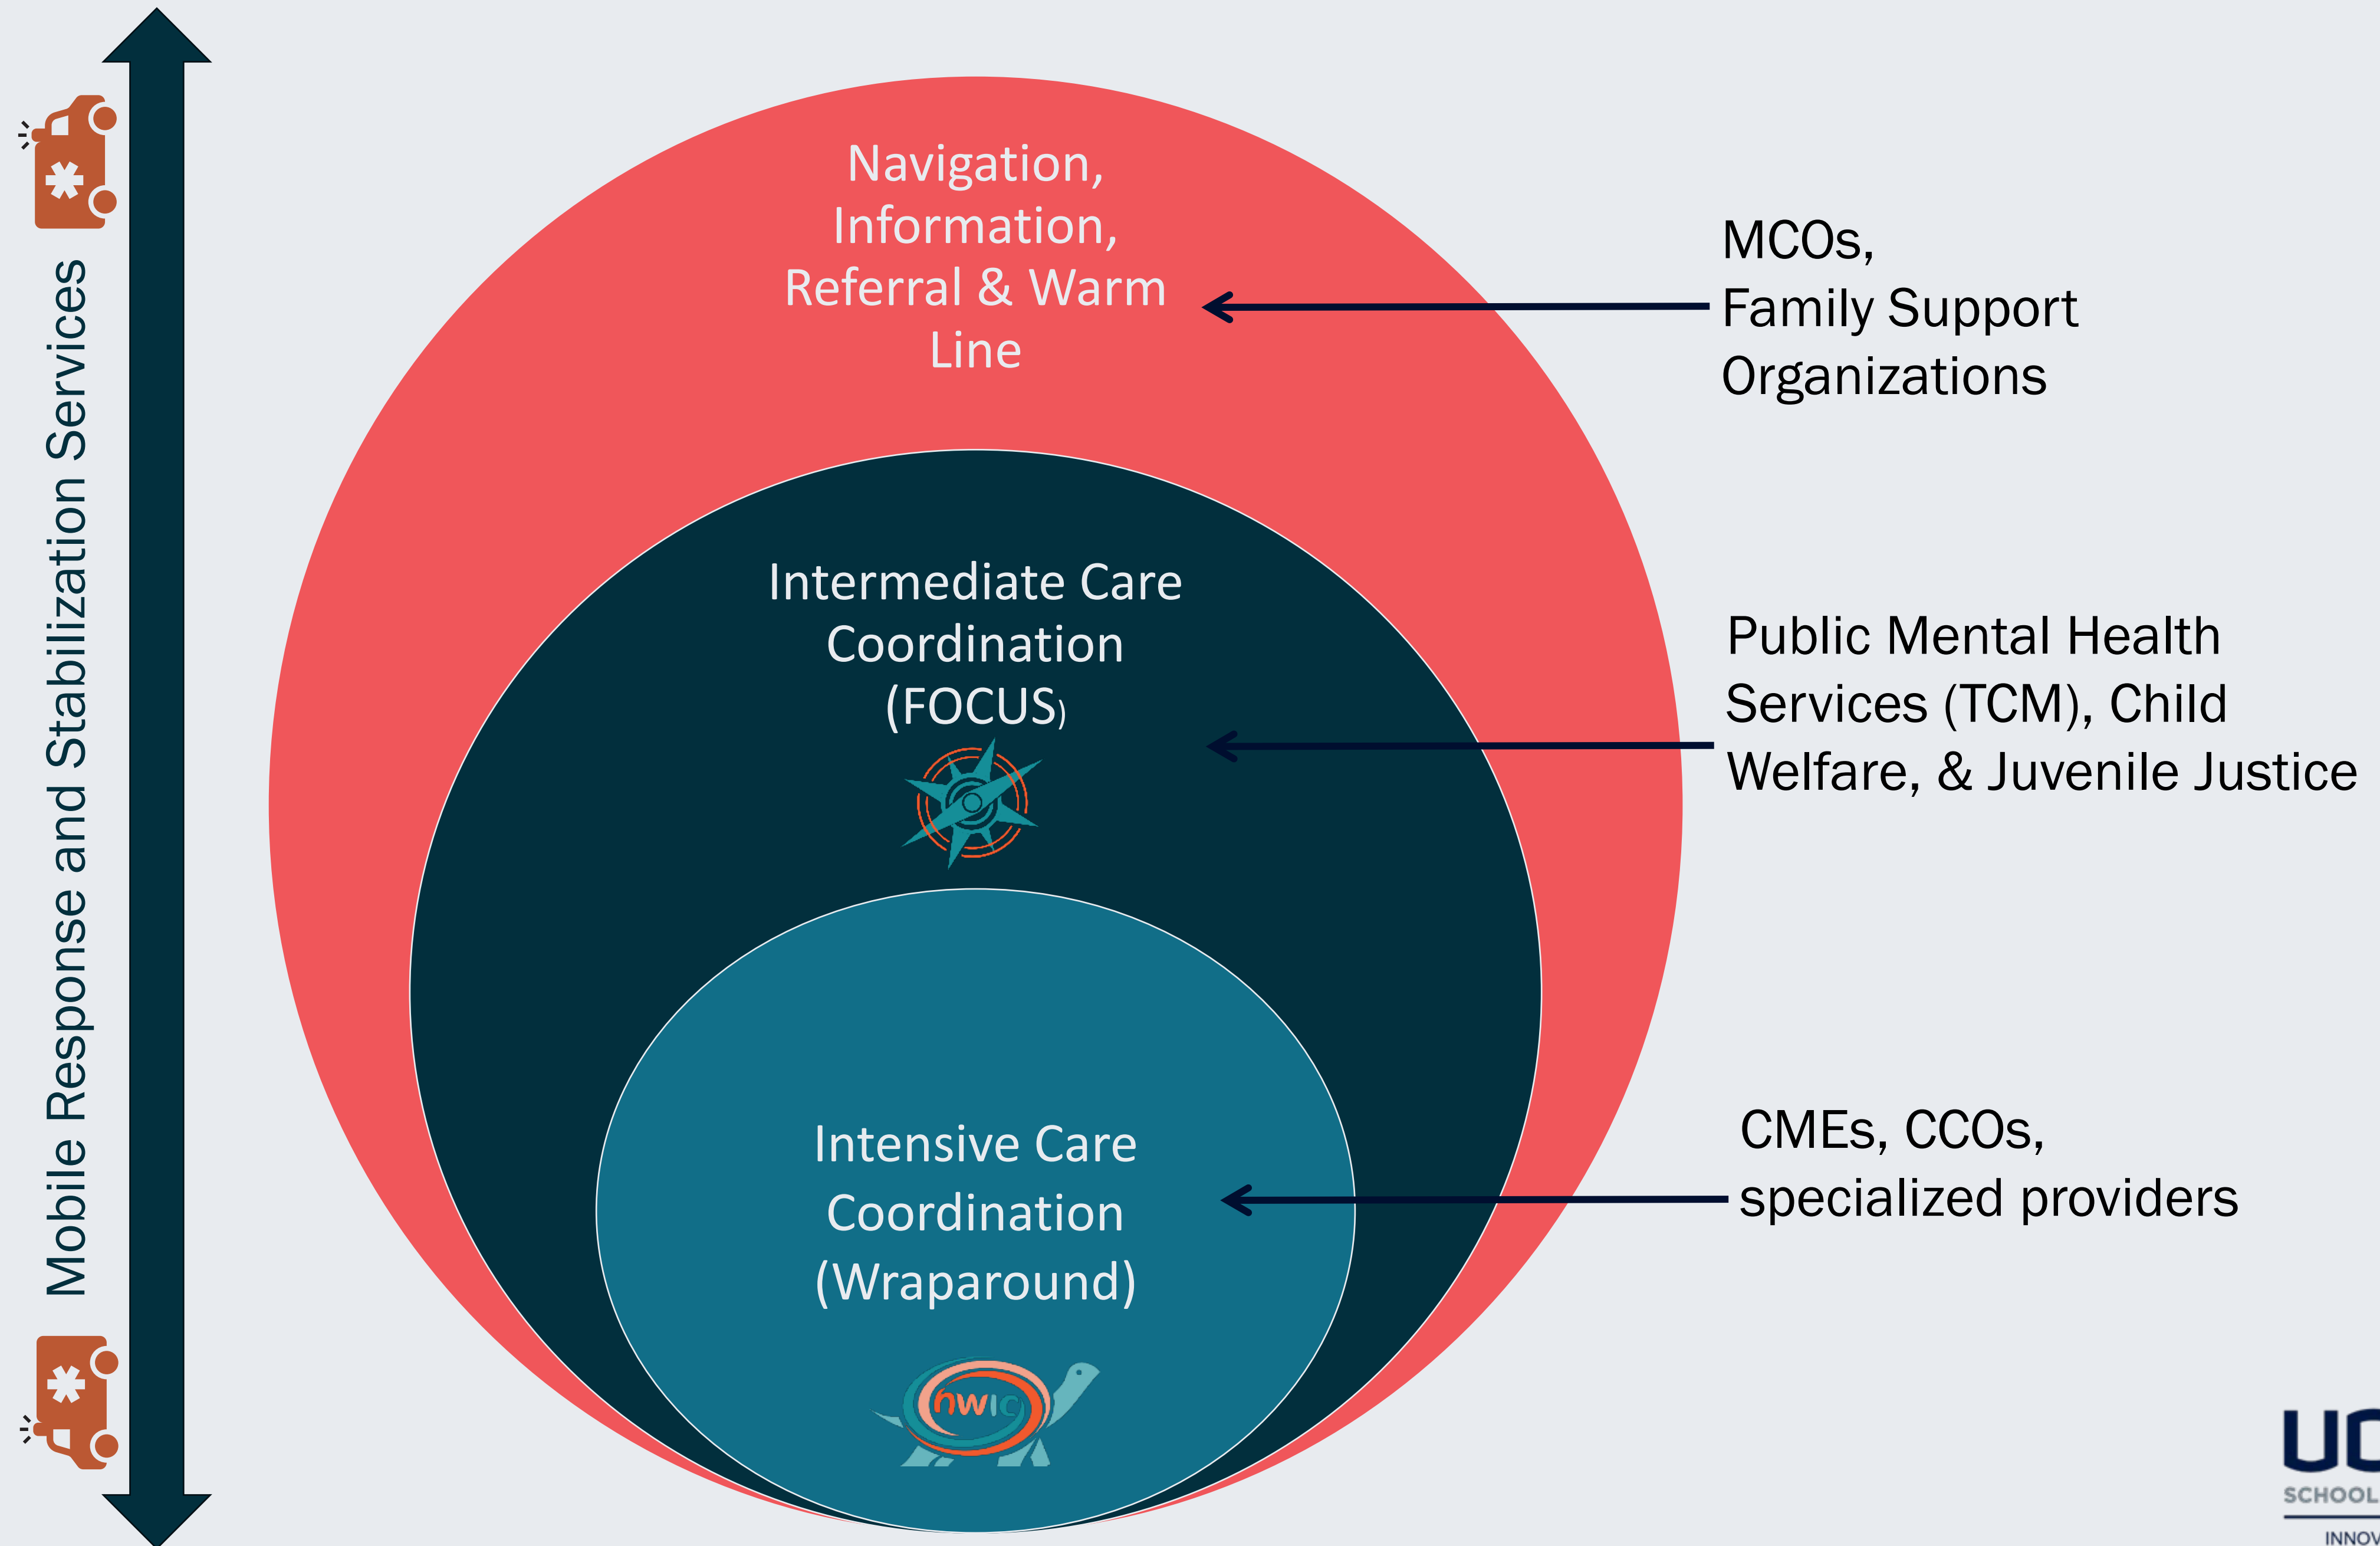 Mobile Response and Stabilization Services
Navigation,
Information,
Referral & Warm
Line
MCOs,
Family Support
Organizations
Intermediate Care
Coordination
(FOCUS)
Public Mental Health
Services (TCM), Child
Welfare, & Juvenile Justice
Intensive Care
Coordination
(Wraparound)
CMEs, CCOs,
specialized providers
nwic
SCHOOL